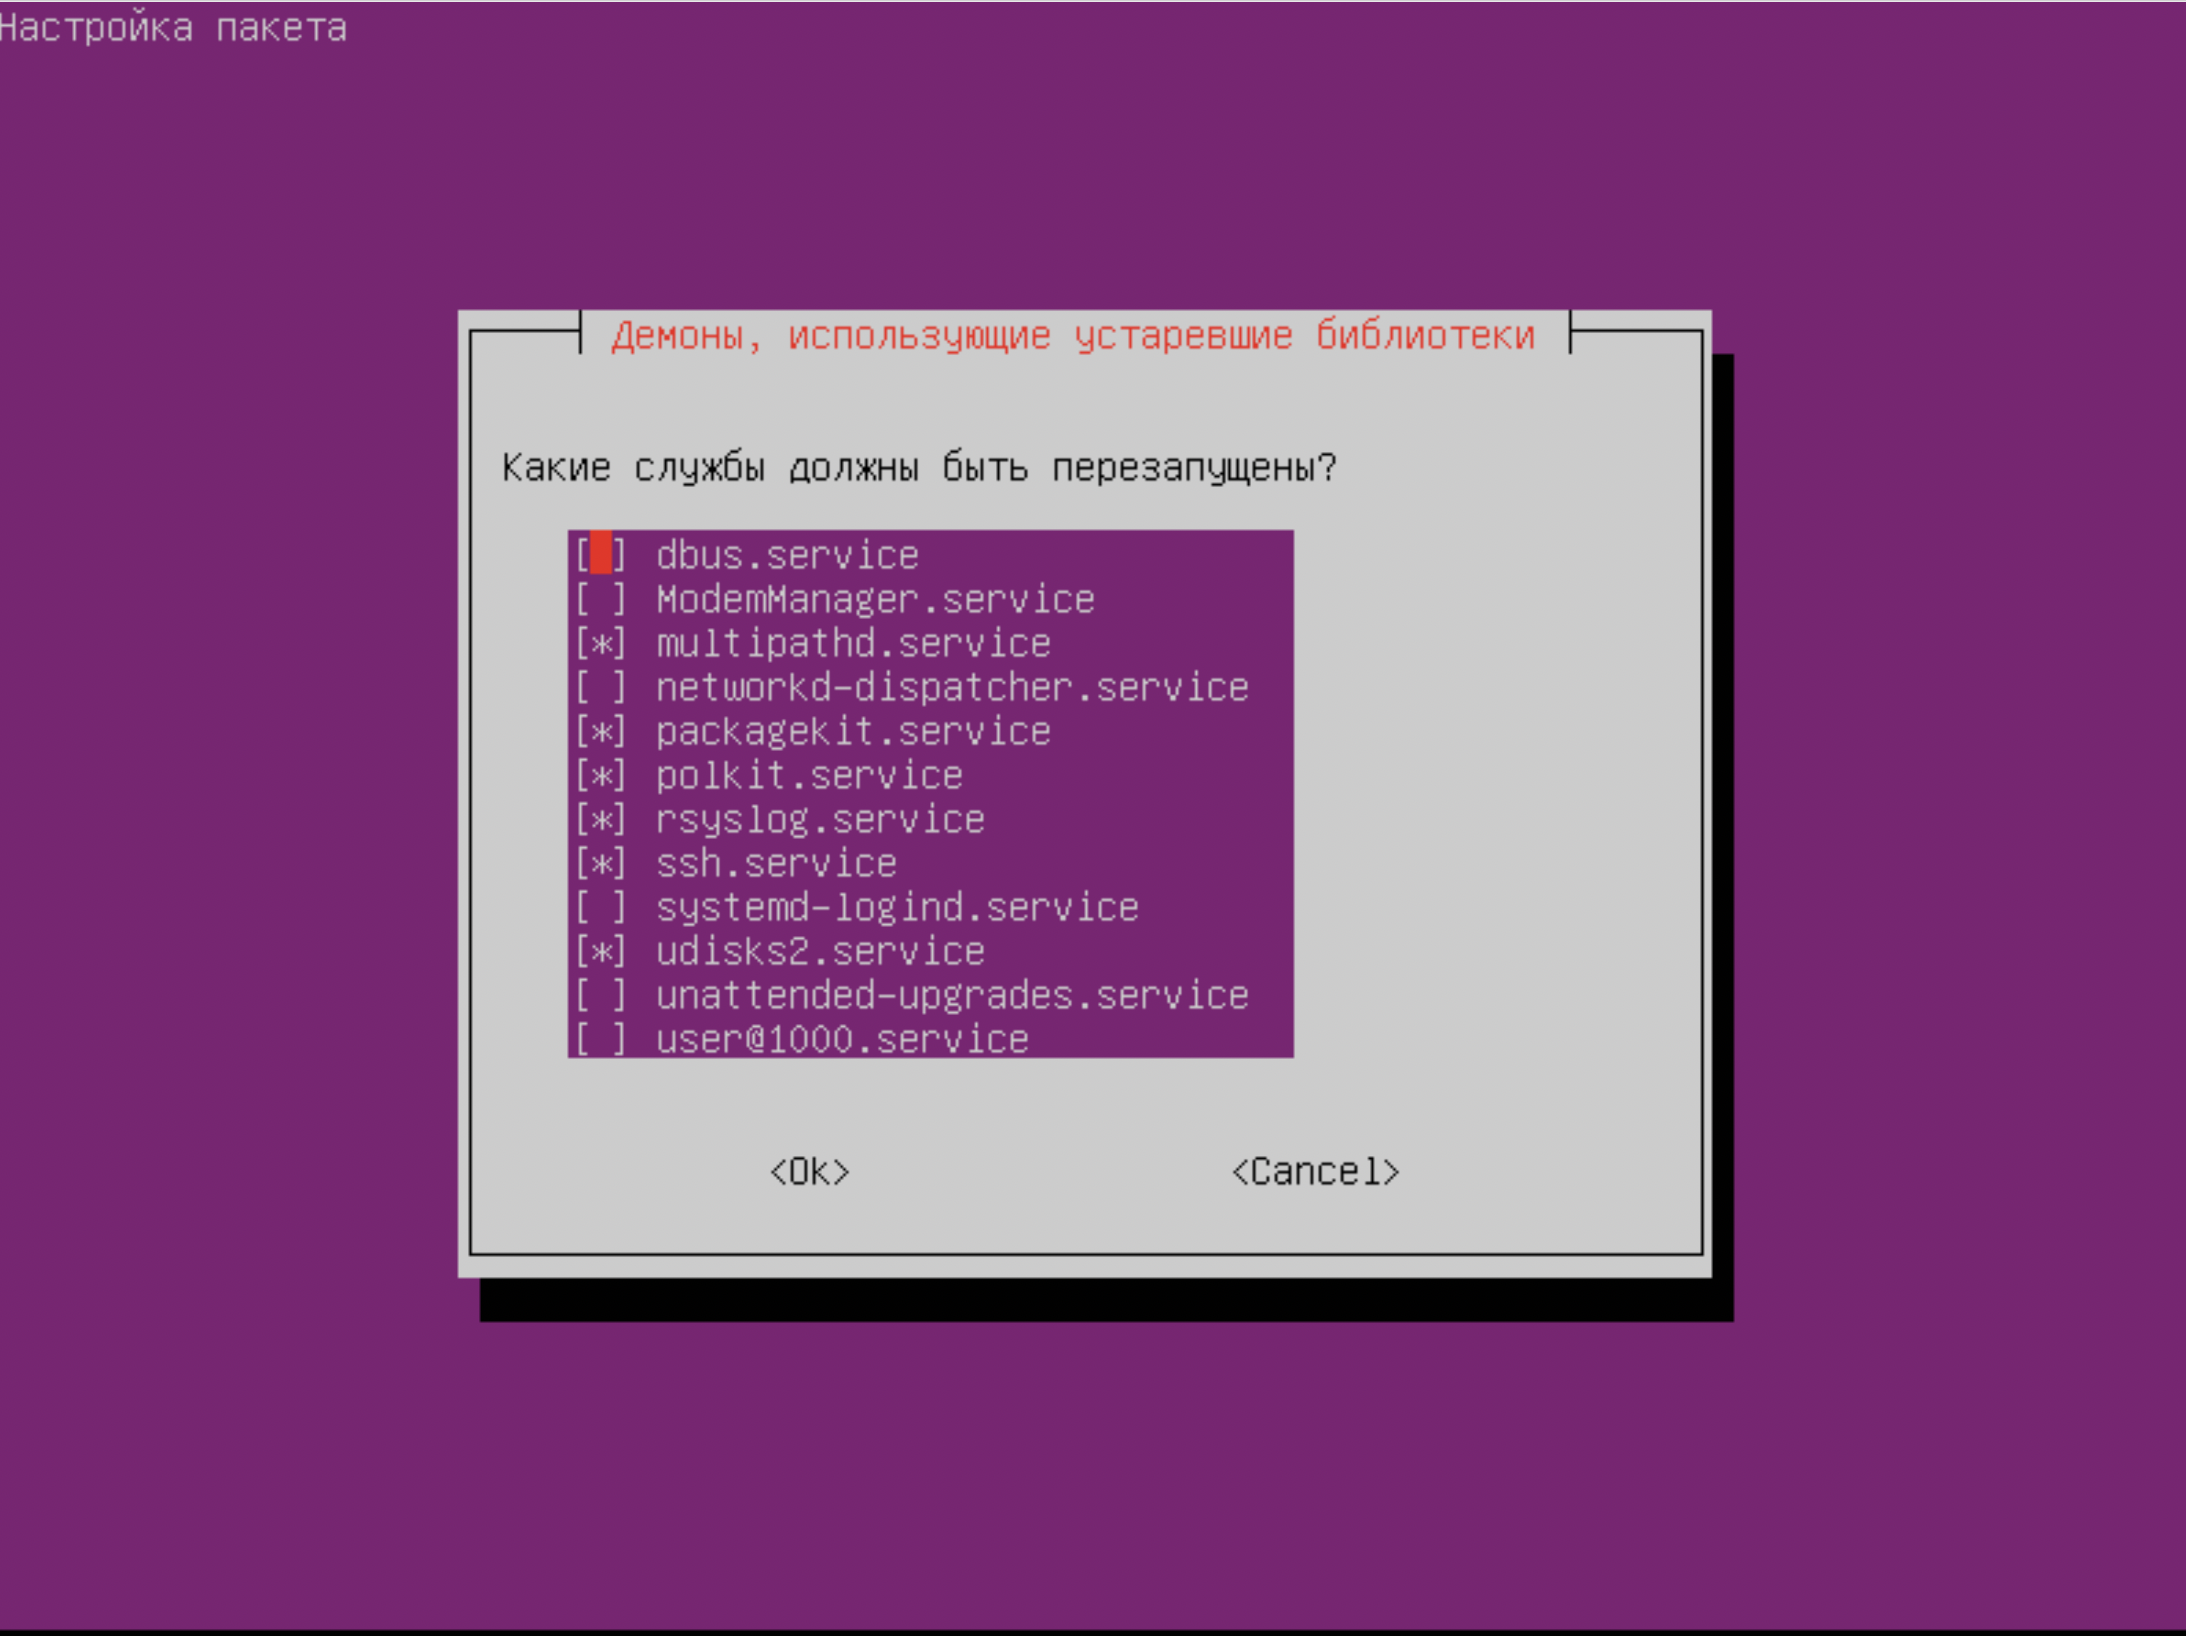 Настройка пакета
Демоны, использующие устаревшие библиотеки
Какие службы должны быть перезапущены?
[ ] dbus.service
[ ] ModemManager.service
[*] multipathd.service
[ ] networkd-dispatcher.service
[*] packagekit.service
[*] polkit.service
[*] rsyslog.service
[*] ssh.service
[ ] systemd-logind.service
[*] udisks2.service
[ ] unattended-upgrades.service
[ ] user@1000.service
<Ok> <Cancel>